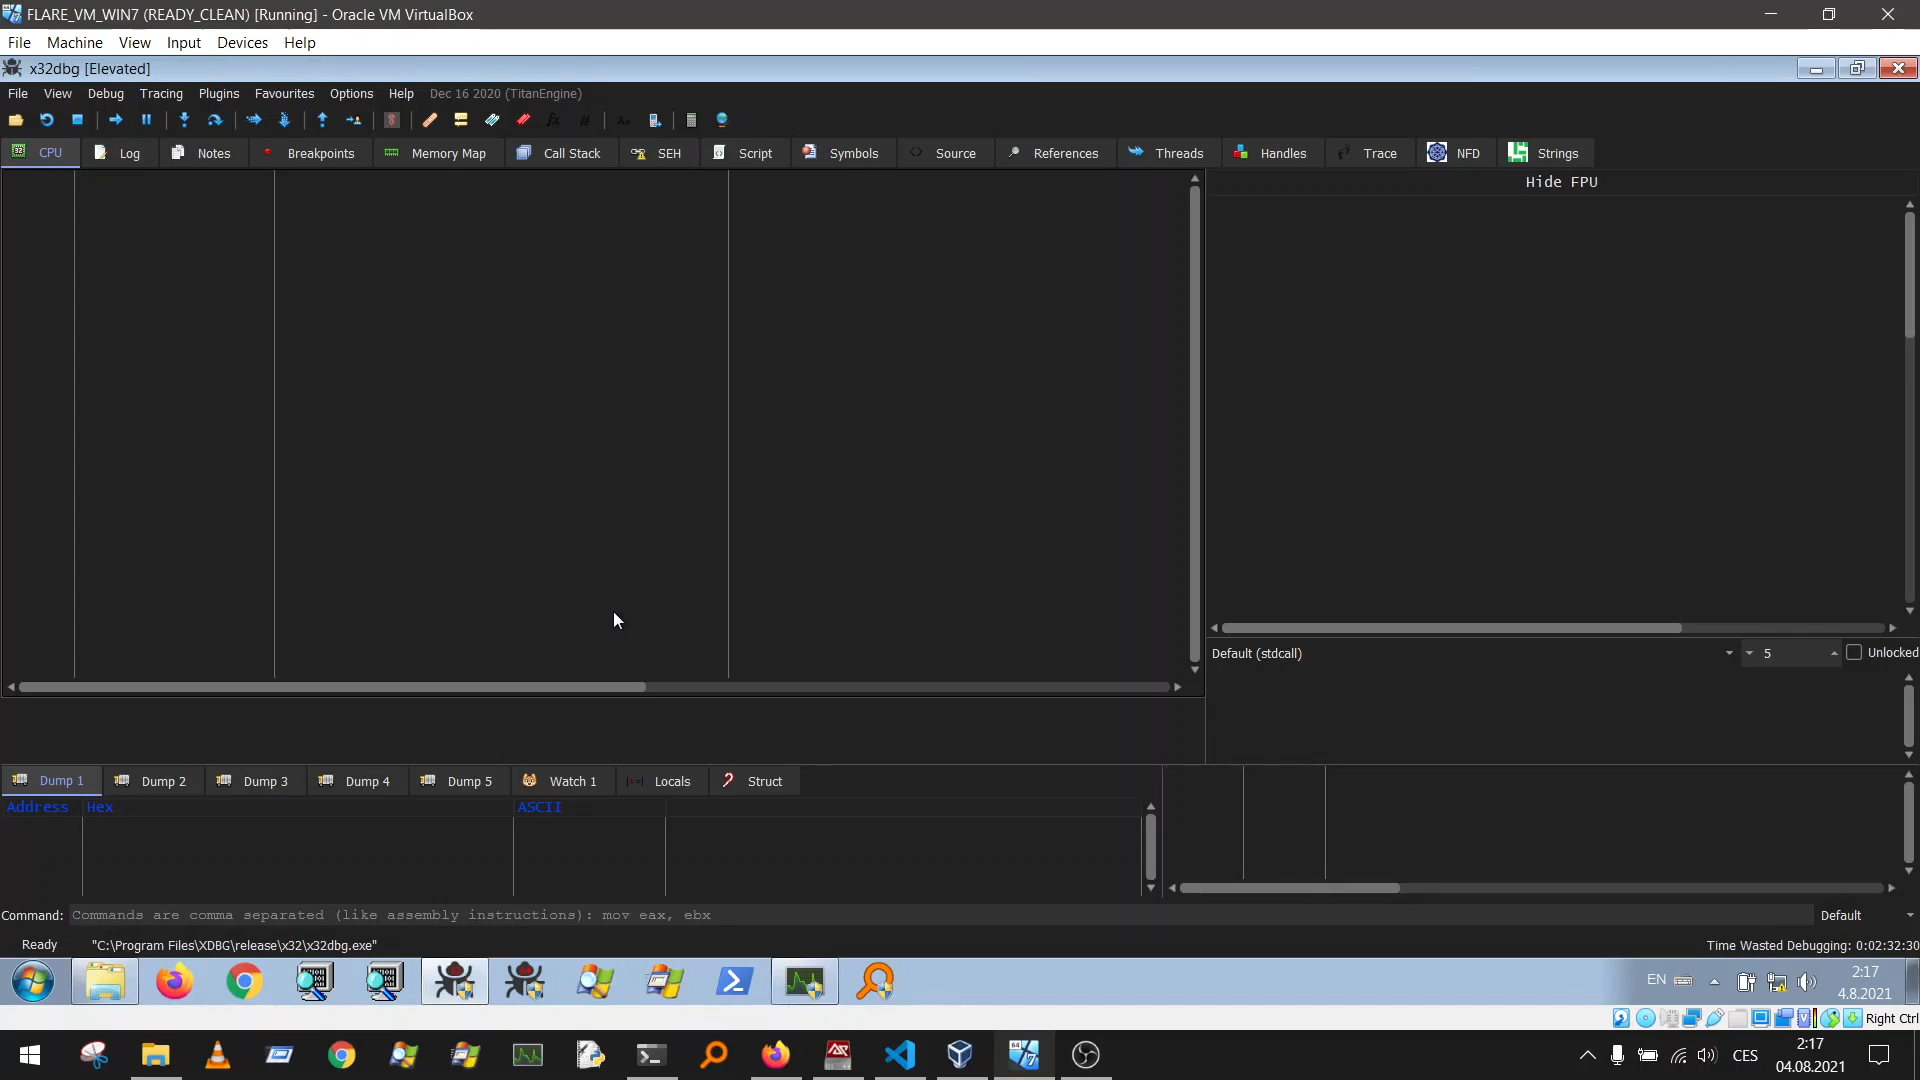 FLARE_VM_WIN7 (READY_CLEAN) [Running] - Oracle VM VirtualBox
File Machine View Input Devices Help
x32dbg [Elevated]
File View Debug Tracing Plugins Favourites Options Help Dec 16 2020 (TitanEngine)
CPU Log Notes Breakpoints Memory Map Call Stack SEH Script Symbols Source References Threads Handles Trace NFD Strings
Hide FPU
Default (stdcall) 5 Unlocked
Dump 1 Dump 2 Dump 3 Dump 4 Dump 5 Watch 1 Locals Struct
Address Hex ASCII
Command: Commands are comma separated (like assembly instructions): mov eax, ebx Default
Ready "C:\Program Files\XDBG\release\x32\x32dbg.exe" Time Wasted Debugging: 0:02:32:30
EN 2:17
4.8.2021
Right Ctrl
CES 2:17
04.08.2021